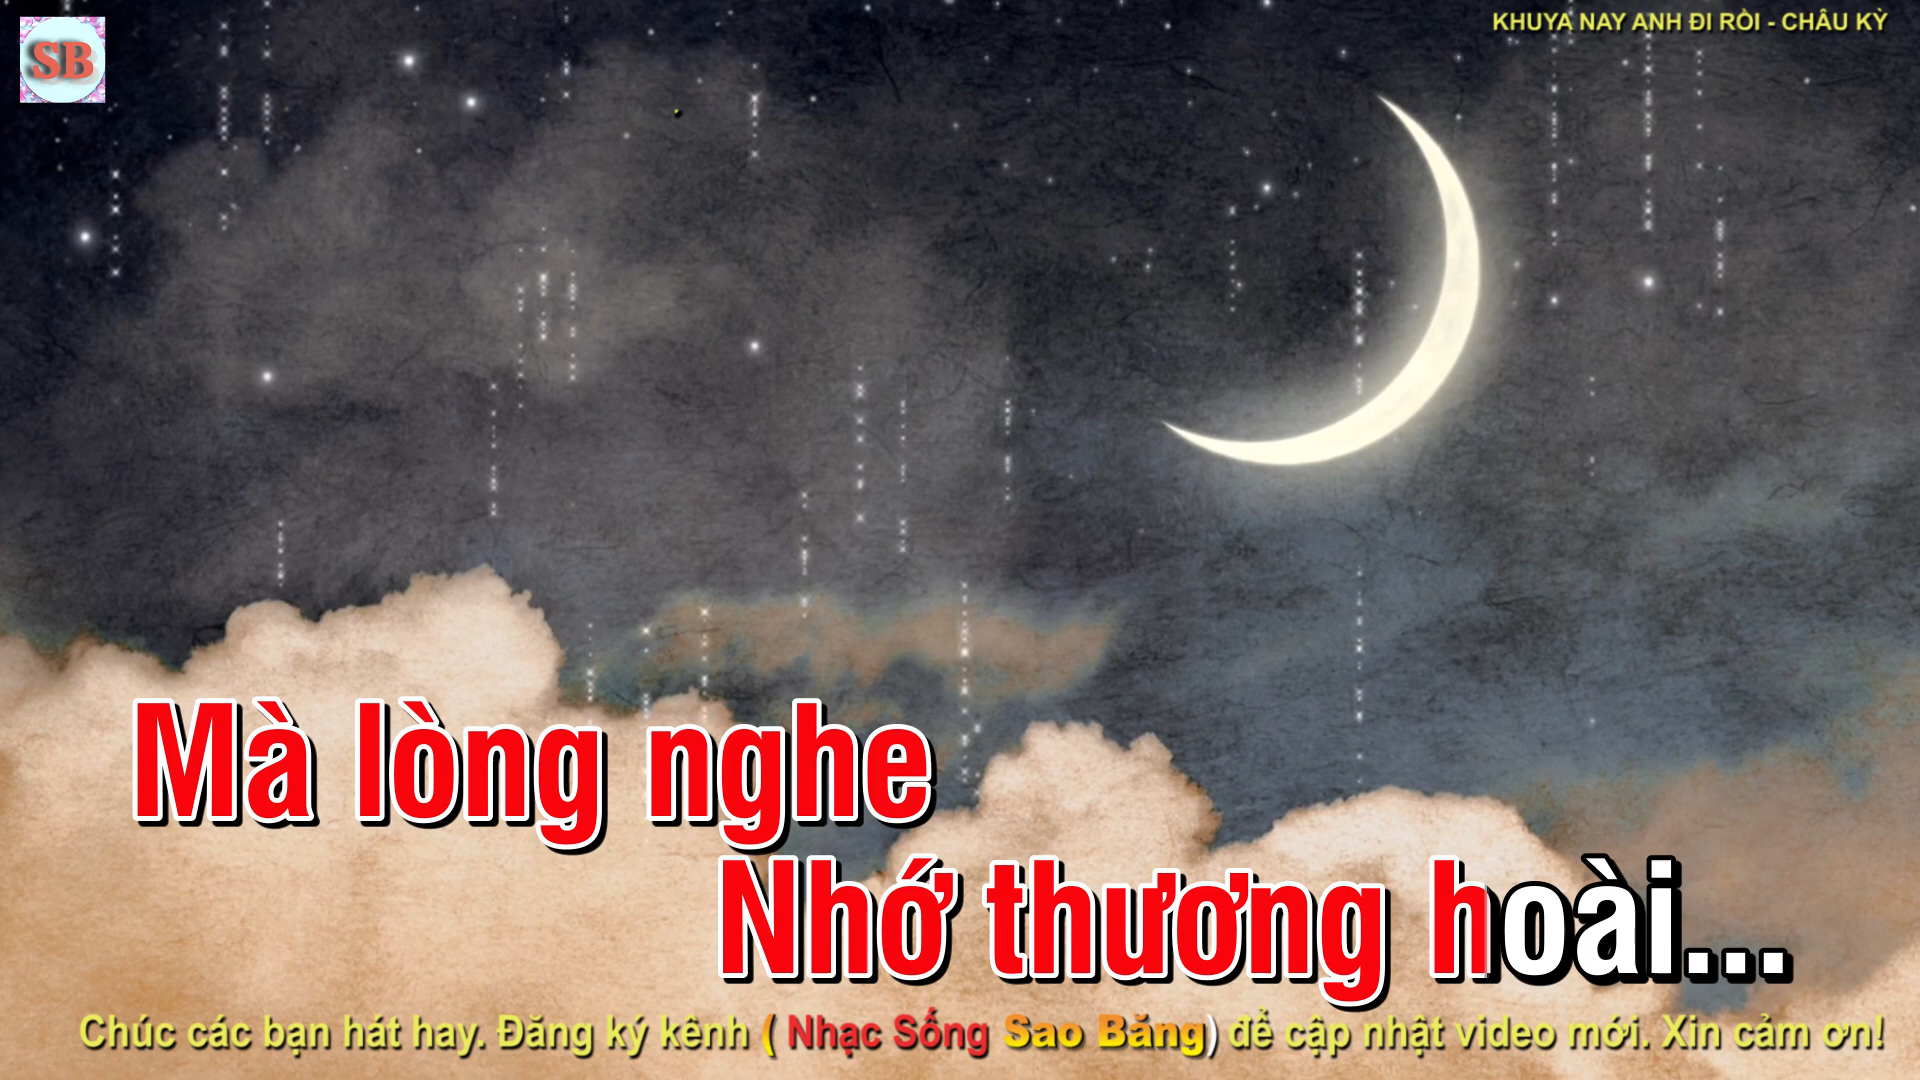 SB
KHUYA NAY ANH ĐI RỒI - CHÂU KỲ
Mà lòng nghe
Nhớ thương hoài...
Chúc các bạn hát hay. Đăng ký kênh ( Nhạc Sống Sao Băng) để cập nhật video mới. Xin cảm ơn!